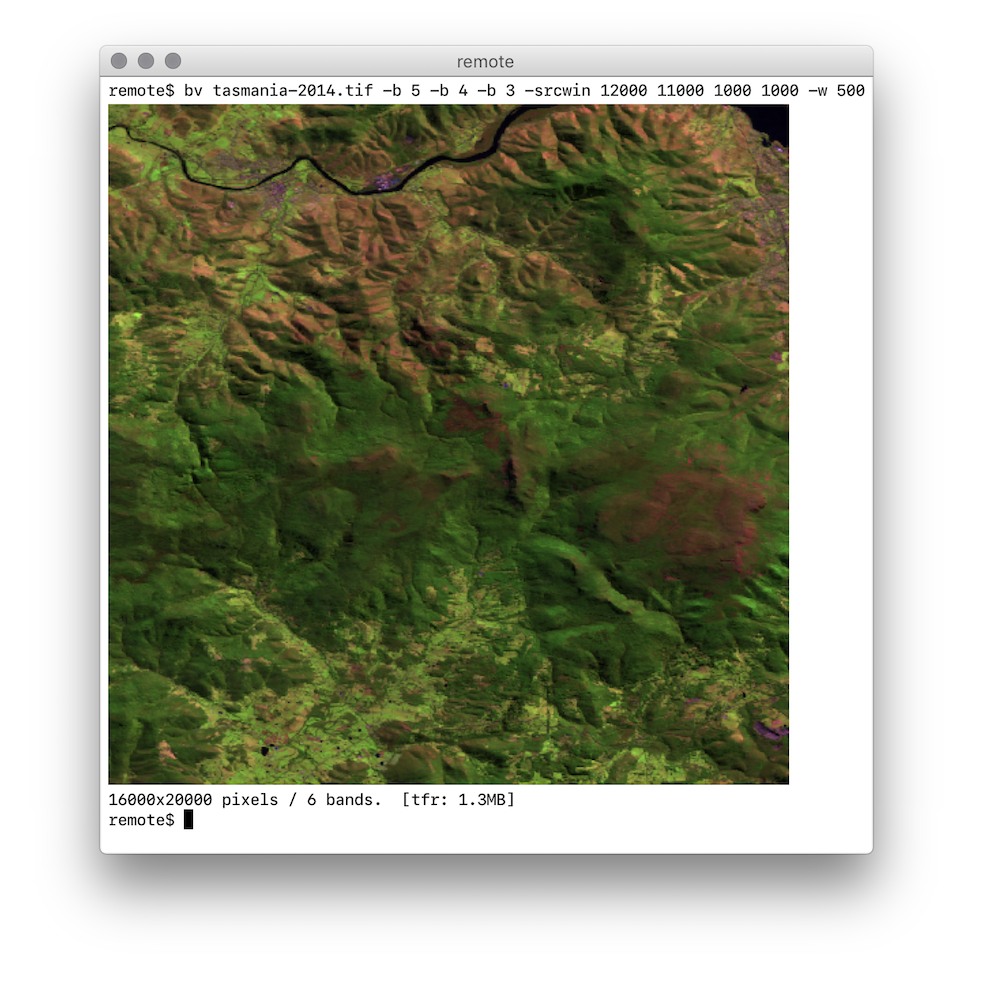 remote
remote$ bv tasmania-2014.tif -b 5 -b 4 -b 3 -srcwin 12000 11000 1000 1000 -w 500
16000x20000 pixels / 6 bands.  [tfr: 1.3MB]
remote$